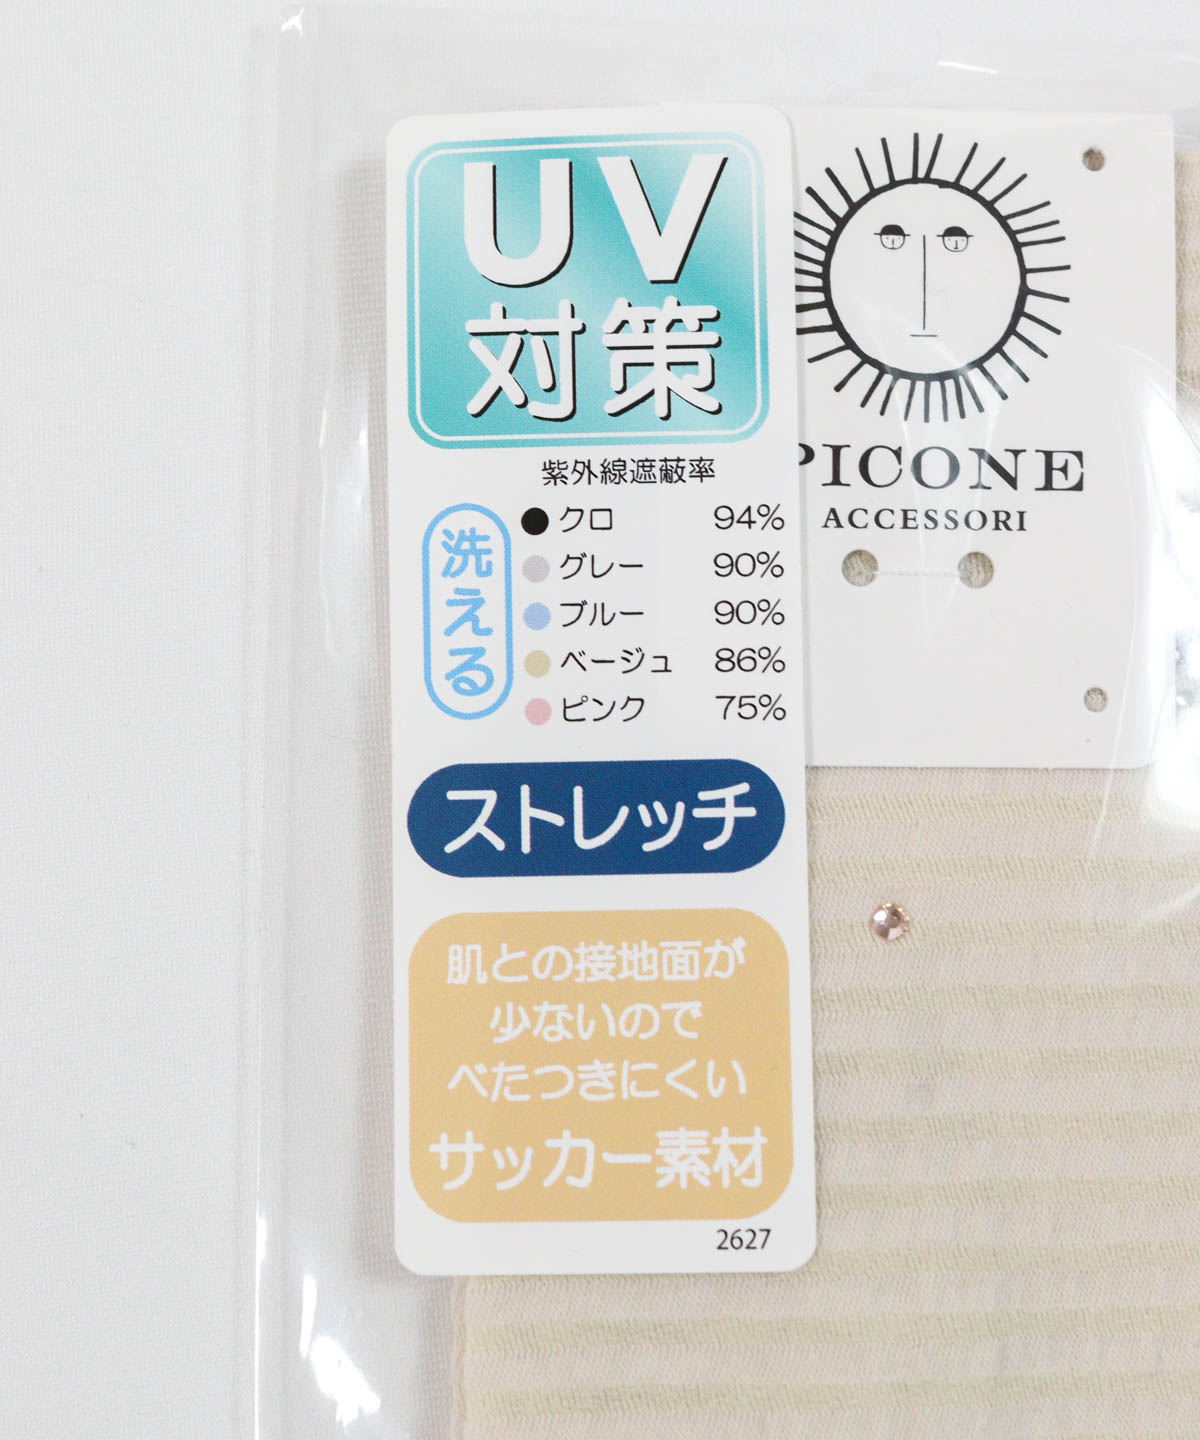 UV
対策
紫外線遮蔽率
洗える
クロ 94%
グレー 90%
ブルー 90%
ベージュ 86%
ピンク 75%
ストレッチ
肌との接地面が
少ないので
べたつきにくい
サッカー素材
2627
PICONE
ACCESSORI